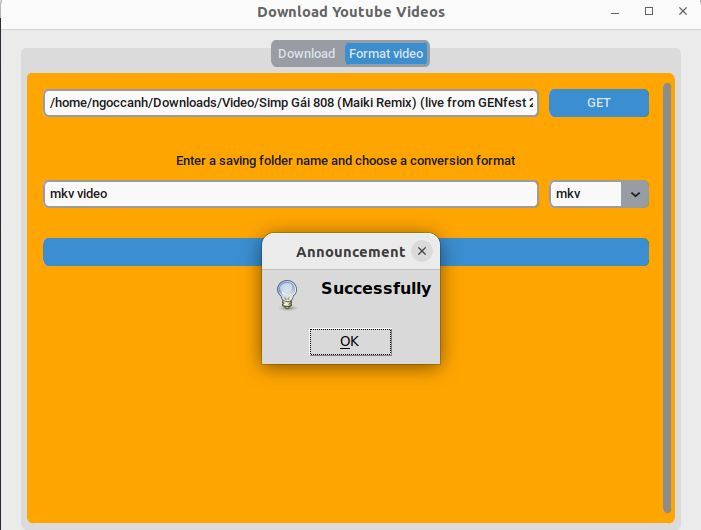 Download Youtube Videos
Download Format video
/home/ngoccanh/Downloads/Video/Simp Gái 808 (Maiki Remix) (live from GENfest 2 GET
Enter a saving folder name and choose a conversion format
mkv video mkv
Announcement
Successfully
OK